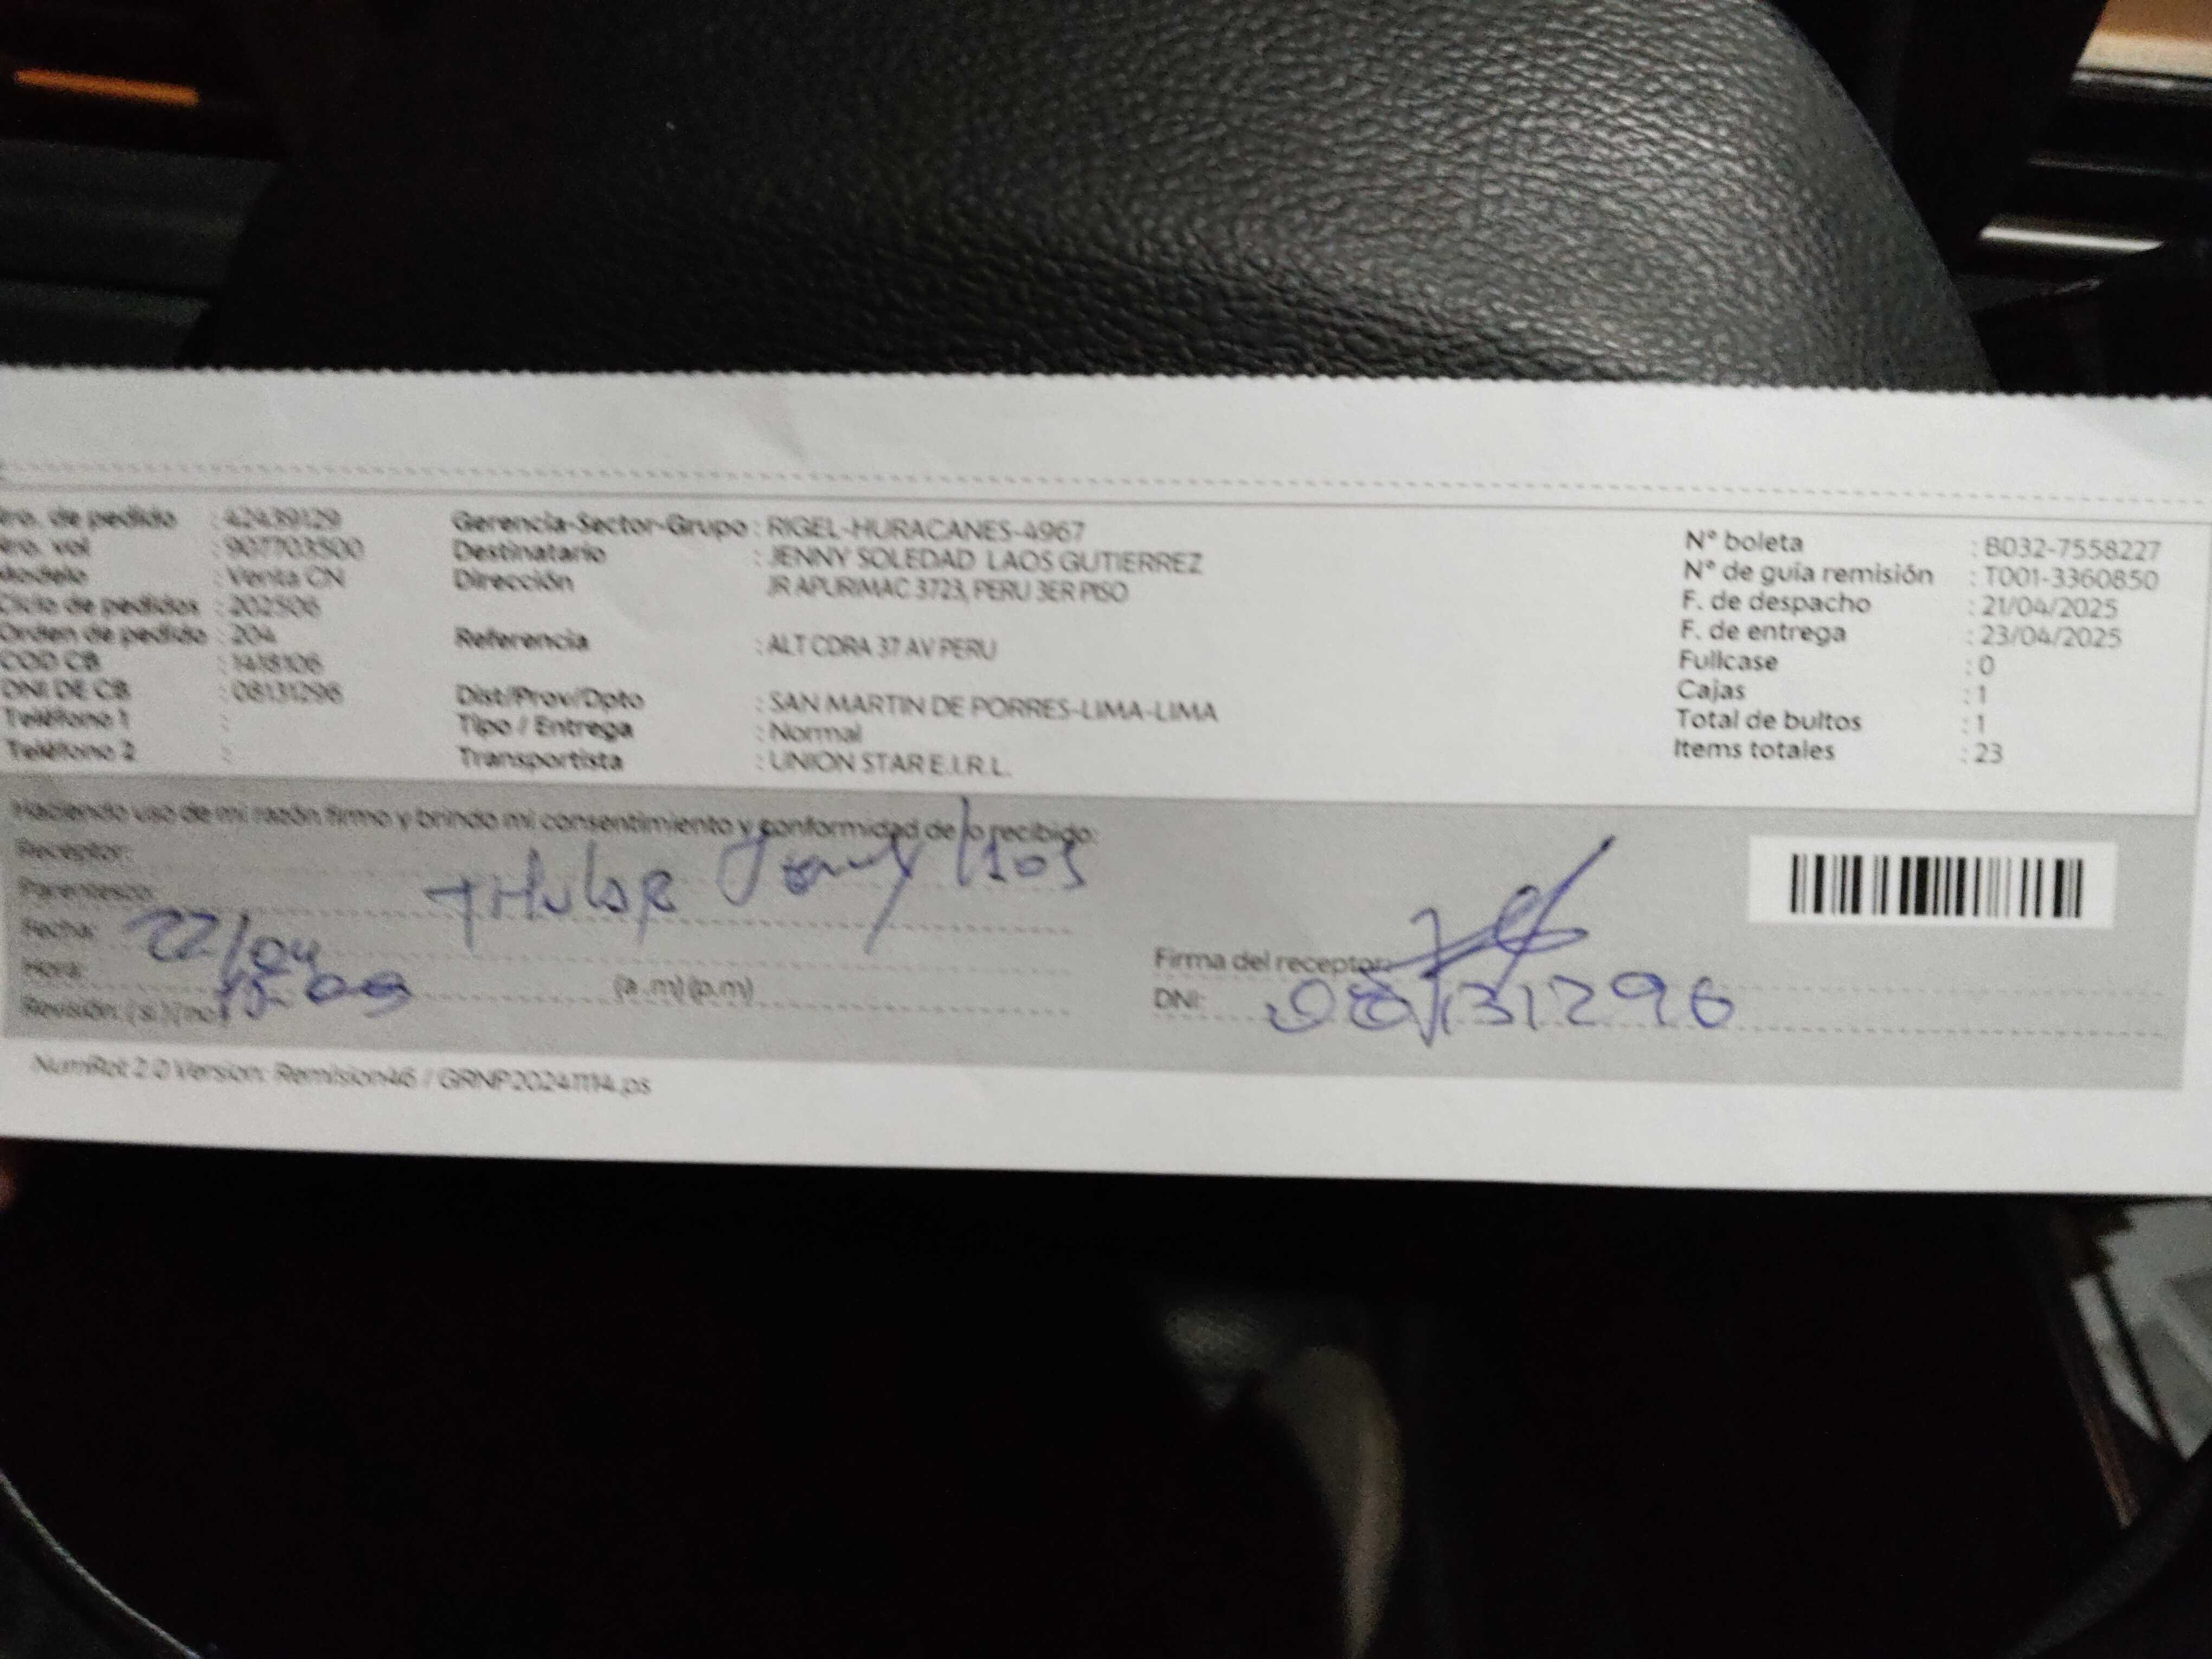 ro. de pedido : 42439129
ro. vol : 907703500
Modelo : Venta CN
Ciclo de pedidos : 202506
Orden de pedido : 204
COD CB : 1418106
DNI DE CB : 08131296
Teléfono 1 :
Teléfono 2 :
Gerencia-Sector-Grupo : RIGEL-HURACANES-4967
Destinatario : JENNY SOLEDAD LAOS GUTIERREZ
Dirección JR APURIMAC 3723, PERU 3ER PISO
Referencia : ALT CDRA 37 AV PERU
Dist/Prov/Dpto : SAN MARTIN DE PORRES-LIMA-LIMA
Tipo / Entrega : Normal
Transportista : UNION STAR E.I.R.L.
N° boleta : B032-7558227
N° de guía remisión : T001-3360850
F. de despacho : 21/04/2025
F. de entrega : 23/04/2025
Fullcase : 0
Cajas : 1
Total de bultos : 1
Items totales : 23
Haciendo uso de mi razón firmo y brindo mi consentimiento y conformidad de lo recibido:
Receptor:
Parentesco: titular Jenny Laos
Fecha: 22/04
Hora: (a .m) (p.m)
Revisión: ( si ) ( no
Firma del receptor:
DNI: 08131296
NumRot 2.0 Version: Remision46 / GRNP20241114.ps